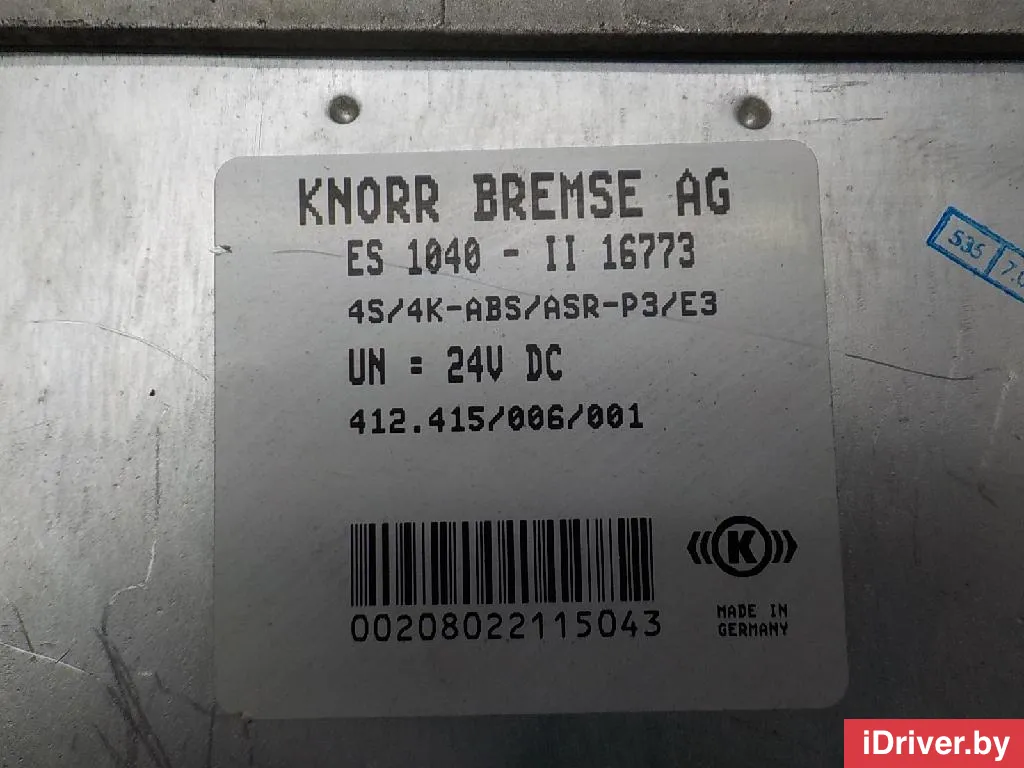 KNORR BREMSE AG
ES 1040 - II 16773
4S/4K-ABS/ASR-P3/E3
UN = 24V DC
412.415/006/001
00208022115043
K
MADE IN
GERMANY
iDriver.by